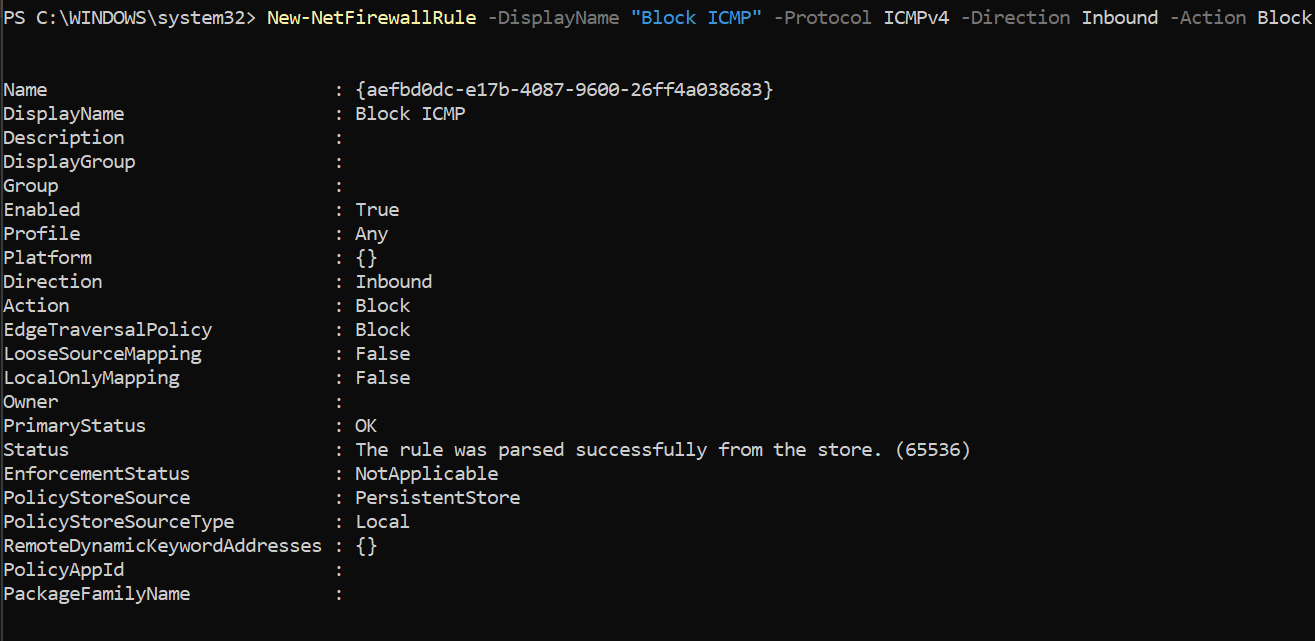 PS C:\WINDOWS\system32> New-NetFirewallRule -DisplayName "Block ICMP" -Protocol ICMPv4 -Direction Inbound -Action Block
Name                          : {aefbd0dc-e17b-4087-9600-26ff4a038683}
DisplayName                   : Block ICMP
Description                   :
DisplayGroup                  :
Group                         :
Enabled                       : True
Profile                       : Any
Platform                      : {}
Direction                     : Inbound
Action                        : Block
EdgeTraversalPolicy           : Block
LooseSourceMapping            : False
LocalOnlyMapping              : False
Owner                         :
PrimaryStatus                 : OK
Status                        : The rule was parsed successfully from the store. (65536)
EnforcementStatus             : NotApplicable
PolicyStoreSource             : PersistentStore
PolicyStoreSourceType         : Local
RemoteDynamicKeywordAddresses : {}
PolicyAppId                   :
PackageFamilyName             :